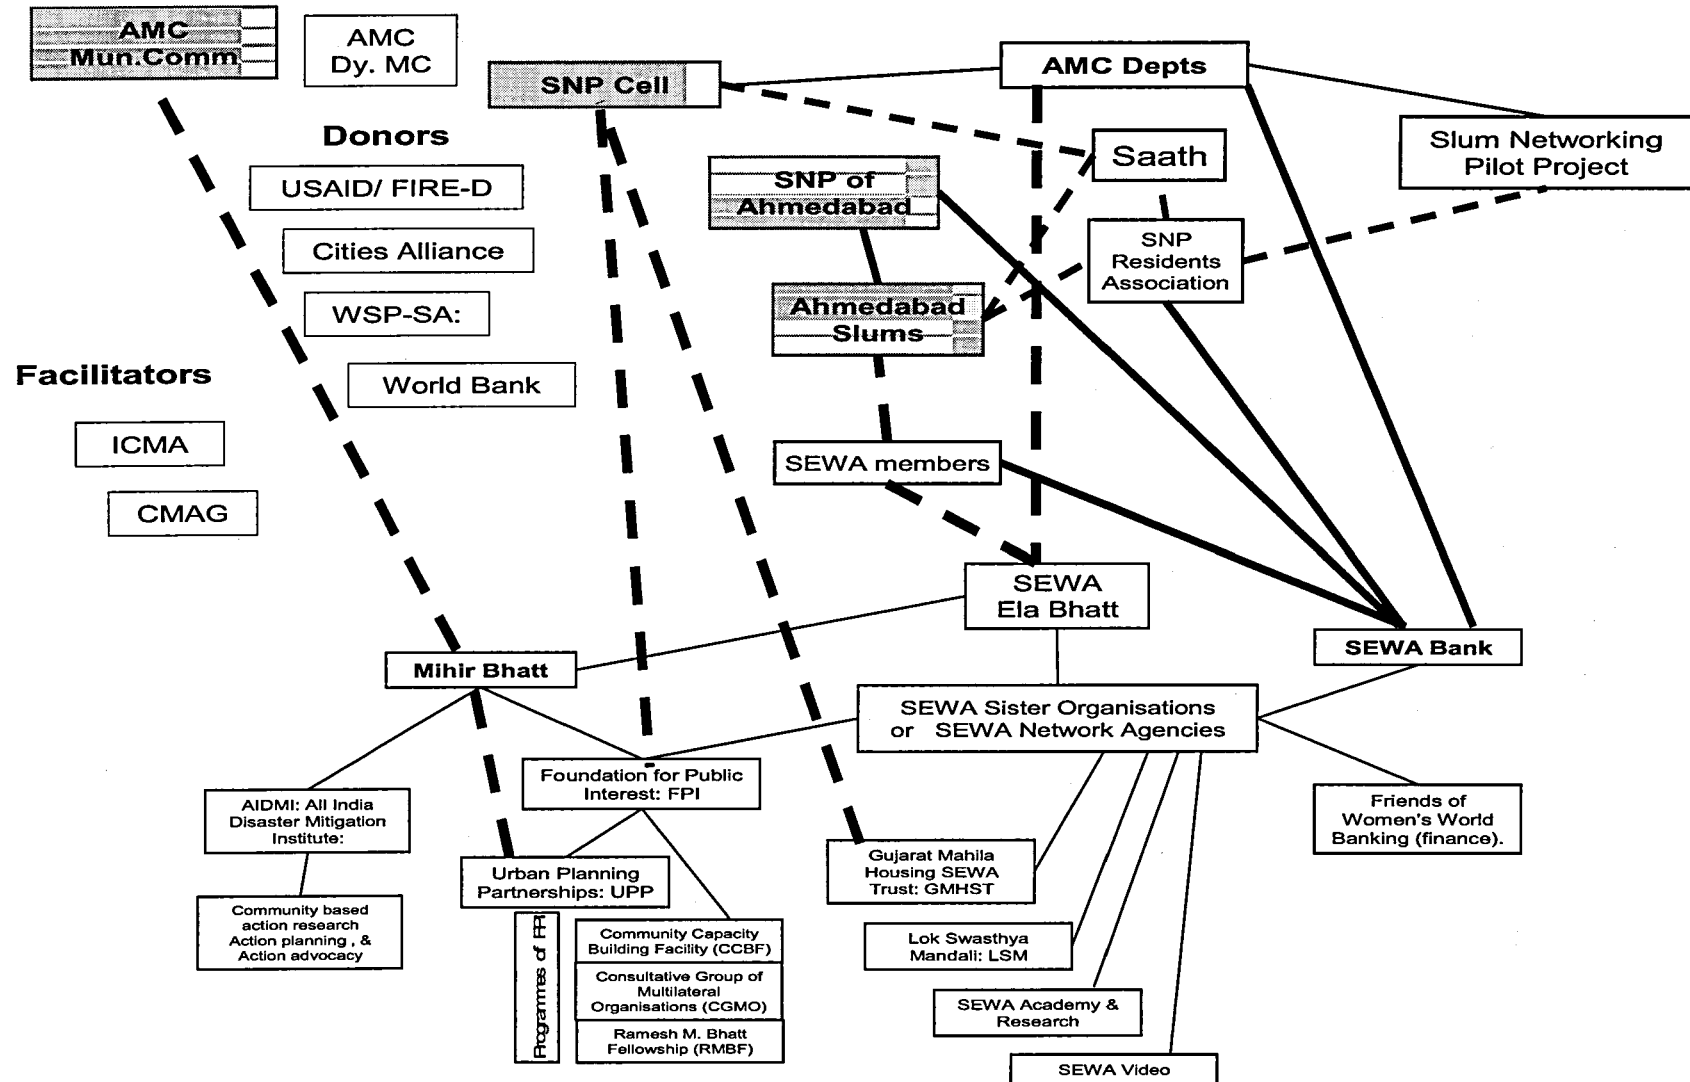 AMC
Mun.Comm
AMC
Dy. MC
SNP Cell
AMC Depts
Slum Networking
Pilot Project
Donors
USAID/ FIRE-D
Cities Alliance
WSP-SA:
World Bank
Saath
SNP of
Ahmedabad
SNP
Residents
Association
Ahmedabad
Slums
Facilitators
ICMA
CMAG
SEWA members
SEWA
Ela Bhatt
SEWA Bank
Mihir Bhatt
SEWA Sister Organisations
or SEWA Network Agencies
Foundation for Public
Interest: FPI
AIDMI: All India
Disaster Mitigation
Institute:
Friends of
Women's World
Banking (finance).
Urban Planning
Partnerships: UPP
Gujarat Mahila
Housing SEWA
Trust: GMHST
Community based
action research
Action planning , &
Action advocacy
Programmes of FPI:
Community Capacity
Building Facility (CCBF)
Consultative Group of
Multilateral
Organisations (CGMO)
Ramesh M. Bhatt
Fellowship (RMBF)
Lok Swasthya
Mandali: LSM
SEWA Academy &
Research
SEWA Video